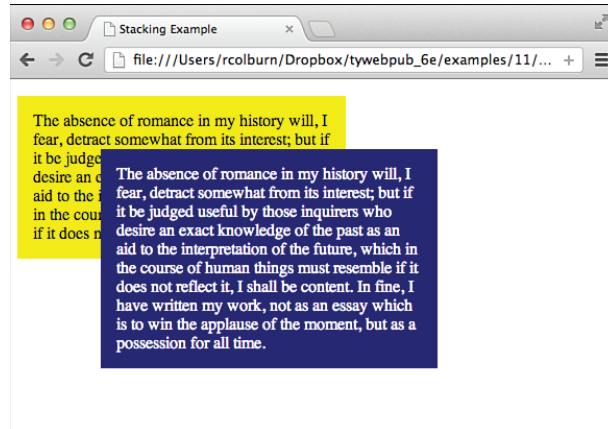 Stacking Example
file:///Users/rcolburn/Dropbox/tywebpub_6e/examples/11/...
The absence of romance in my history will, I
fear, detract somewhat from its interest; but if
it be judge
desire an
aid to the
in the cour
if it does
The absence of romance in my history will, I
fear, detract somewhat from its interest; but if
it be judged useful by those inquirers who
desire an exact knowledge of the past as an
aid to the interpretation of the future, which in
the course of human things must resemble if it
does not reflect it, I shall be content. In fine, I
have written my work, not as an essay which
is to win the applause of the moment, but as a
possession for all time.